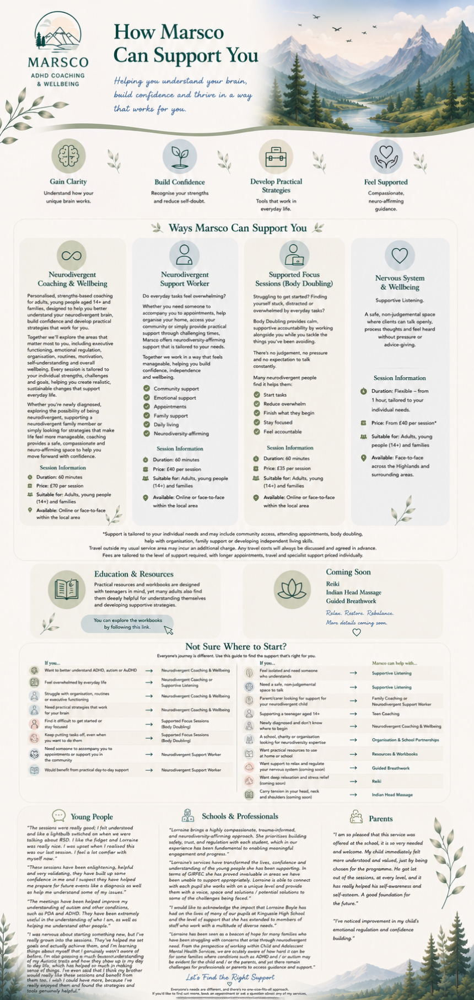 MARSCO
ADHD COACHING
& WELLBEING
How Marsco
Can Support You
Helping you understand your brain,
build confidence and thrive in a way
that works for you.
Gain Clarity
Understand how your
unique brain works.
Build Confidence
Recognise your strengths
and reduce self-doubt.
Develop Practical
Strategies
Tools that work in
everyday life.
Feel Supported
Compassionate,
neuro-affirming
guidance.
Ways Marsco Can Support You
Neurodivergent
Coaching & Wellbeing
Personalised, strengths-based coaching
for adults, young people aged 14+ and
families, designed to help you better
understand your neurodivergent brain,
build confidence and develop practical
strategies that work for you.
Together we'll explore the areas that
matter most to you, including executive
functioning, emotional regulation,
organisation, routines, motivation,
self-understanding and overall
wellbeing. Every session is tailored to
your individual strengths, challenges
and goals, helping you create realistic,
sustainable changes that support
everyday life.
Whether you're newly diagnosed,
exploring the possibility of being
neurodivergent, supporting a
neurodivergent family member or
simply looking for strategies that make
life feel more manageable, coaching
provides a safe, compassionate and
neuro-affirming space to help you
move forward with confidence.
Session Information
Duration: 60 minutes
Price: £70 per session
Suitable for: Adults, young people
(14+) and families
Available: Online or face-to-face
within the local area
Neurodivergent
Support Worker
Do everyday tasks feel overwhelming?
Whether you need someone to
accompany you to appointments, help
organise your home, access your
community or simply provide practical
support through challenging times,
Marsco offers neurodiversity-affirming
support that is tailored to your needs.
Together we work in a way that feels
manageable, helping you build
confidence, independence
and wellbeing.
Community support
Emotional support
Appointments
Family support
Daily living
Neurodiversity-affirming
Session Information
Duration: 60 minutes
Price: £40 per session
Suitable for: Adults, young people
(14+) and families
Available: Online or face-to-face
within the local area
Supported Focus
Sessions (Body Doubling)
Struggling to get started? Finding
yourself stuck, distracted or
overwhelmed by everyday tasks?
Body Doubling provides calm,
supportive accountability by working
alongside you while you tackle the
things you've been avoiding.
There's no judgement, no pressure
and no expectation to talk
constantly.
Many neurodivergent people
find it helps them:
Start tasks
Reduce overwhelm
Finish what they begin
Stay focused
Feel accountable
Session Information
Duration: 60 minutes
Price: £35 per session
Suitable for: Adults, young
(14+) and families
Available: Online or face-to-face
within the local area
Nervous System
& Wellbeing
Supportive Listening.
A safe, non-judgemental space
where clients can talk openly,
process thoughts and feel heard
without pressure or
advice-giving.
Session Information
Duration: Flexible – from
1 hour, tailored to your
individual needs.
Price: From £40 per session*
Suitable for: Adults, young
people (14+) and families
Available: Face-to-face
across the Highlands and
surrounding areas.
*Support is tailored to your individual needs and may include community access, attending appointments, body doubling,
help with organisation, family support or developing independent living skills.
Travel outside my usual service area may incur an additional charge. Any travel costs will always be discussed and agreed in advance.
Fees are tailored to the level of support required, with longer appointments, travel and specialist support priced individually.
Education & Resources
Practical resources and workbooks are designed
with teenagers in mind, yet many adults also find
them deeply helpful for understanding themselves
and developing supportive strategies.
You can explore the workbooks
by following this link.
Coming Soon
Reiki
Indian Head Massage
Guided Breathwork
Relax. Restore. Rebalance.
More details coming soon.
Not Sure Where to Start?
Everyone's journey is different. Use this guide to find the support that's right for you.
If you...
Want to better understand ADHD, autism or AuDHD → Neurodivergent Coaching & Wellbeing
Feel overwhelmed by everyday life → Neurodivergent Coaching or
Supportive Listening
Struggle with organisation, routines
or executive functioning → Neurodivergent Coaching & Wellbeing
Need practical strategies that work
for your brain → Neurodivergent Coaching & Wellbeing
Find it difficult to get started or
stay focused → Supported Focus Sessions
(Body Doubling)
Keep putting tasks off, even when
you want to do them → Supported Focus Sessions
(Body Doubling)
Need someone to accompany you to
appointments or support you in
the community → Neurodivergent Support Worker
Would benefit from practical day-to-day support → Neurodivergent Support Worker
If you... Marsco can help with...
Feel isolated and need someone
who understands → Supportive Listening
Need a safe, non-judgemental
space to talk → Supportive Listening
Parent/carer looking for support for
your neurodivergent child → Family Coaching or
Neurodivergent Support Worker
Supporting a teenager aged 14+ → Teen Coaching
Newly diagnosed and don't know
where to begin → Neurodivergent Coaching & Wellbeing
A school, charity or organisation
looking for neurodiversity expertise → Organisation & School Partnerships
Want practical resources to use
at home or school → Resources & Workbooks
Want support to relax and regulate
your nervous system (coming soon) → Guided Breathwork
Want deep relaxation and stress relief
(coming soon) → Reiki
Carry tension in your head, neck
and shoulders (coming soon) → Indian Head Massage
Young People
"The sessions were really good; I felt understood
and like a lightbulb switched on when we were
talking about RSD. I like the fidget and Lorraine
was really nice. I was upset when I realised this
was our last session. I feel a lot comfier with
myself now."
"These sessions have been enlightening, helpful
and very validating, they have built up some
confidence in me and I suspect they have helped
me prepare for future events like a diagnosis as well
as help me understand some of my issues."
"The meetings have been helped improve my
understanding of autism and other conditions,
such as PDA and ADHD. They have been extremely
useful in the understanding of who I am, as well as
helping me understand other people."
"I was nervous about starting something new, but I've
really grown into the sessions. They've helped me set
goals and actually achieve them, and I'm learning
things about myself that I genuinely wasn't aware of
before, I'm also gaining a much understanding
of my Autistic traits and how they show up in my day
to day life, which has helped so much in making
sense of things. I've even said that I think my brother
would really like these sessions and benefit from
them too, I wish I could have more, because I've
really enjoyed them and found the strategies and
tools genuinely helpful."
Schools & Professionals
"Lorraine brings a highly compassionate, trauma-informed,
and neurodiversity-affirming approach. She prioritises building
safety, trust, and regulation with each student, which in our
experience has been fundamental to enabling meaningful
engagement and progress."
"Lorraine's services have transformed the lives, confidence and
understanding of the young people she has been supporting. In
terms of GIRFEC she has proved invaluable in areas we have
been unable to support appropriately. Lorraine is able to connect
with each pupil she works with on a unique level and provide
them with a voice, space and solutions / potential solutions to
some of the challenges being faced."
"I would like to acknowledge the impact that Lorraine Boyle has
had on the lives of many of our pupils at Kingussie High School
and the level of support that she has extended to members of
staff who work with a multitude of diverse needs."
"Lorraine has been seen as a beacon of hope for many families who
have been struggling with concerns that arise through neurodivergent
need. From the prespective of working within Child and Adelescent
Mental Health Services, we are acutely aware of how hard it can be
for some families where conditions such as ADHD and / or autism may
be evident for the child and / or the parents, and yet there remain
challenges for professionals or parents to access guidance and support."
Let's Find the Right Support
Everyone's needs are different, and there's no one-size-fits-all approach.
If you'd like to find out more, book an appointment or ask a question about any of my services,
Parents
"I am so pleased that this service was
offered at the school, it is so very needed
and welcome. My child immediately felt
more understood and valued, just by being
chosen for the programme. He got lot
out of the sessions, at every level, and it
has really helped his self-awareness and
self-esteem. A good foundation for
the future."
"I've noticed improvement in my child's
emotional regulation and confidence
building."